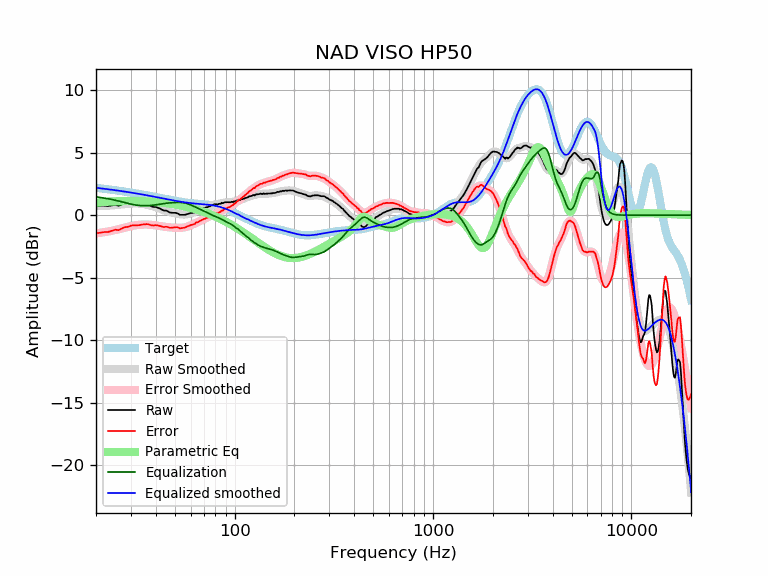 NAD VISO HP50
Amplitude (dBr)
10
5
0
−5
−10
−15
−20
Target
Raw Smoothed
Error Smoothed
Raw
Error
Parametric Eq
Equalization
Equalized smoothed
100
1000
10000
Frequency (Hz)